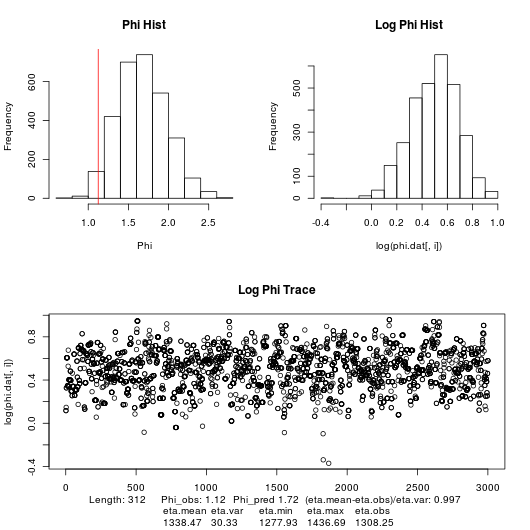 Phi Hist
Log Phi Hist
Frequency
0 200 400 600
1.0 1.5 2.0 2.5
Phi
Frequency
0 100 300 500
-0.4 0.0 0.2 0.4 0.6 0.8 1.0
log(phi.dat[, i])
Log Phi Trace
log(phi.dat[, i])
-0.4 0.0 0.4 0.8
0 500 1000 1500 2000 2500 3000
Length: 312 Phi_obs: 1.12 Phi_pred 1.72 (eta.mean-eta.obs)/eta.var: 0.997
eta.mean eta.var eta.min eta.max eta.obs
1338.47 30.33 1277.93 1436.69 1308.25